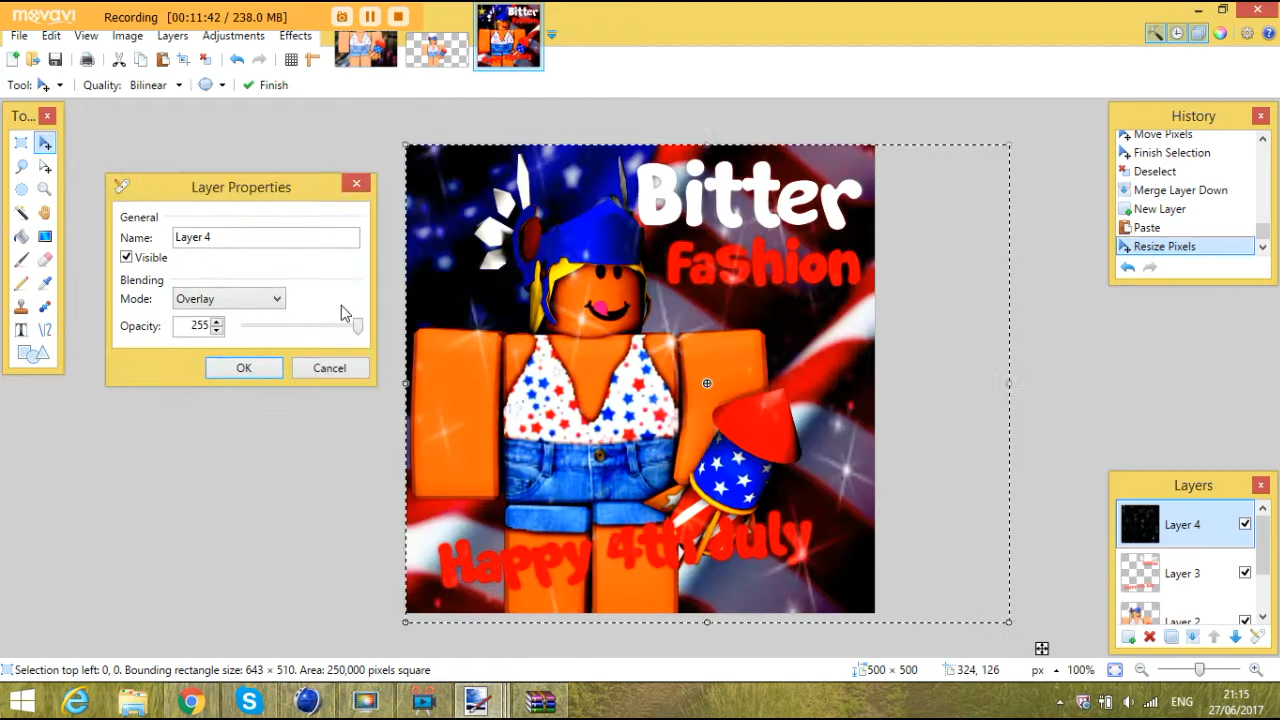 movavi
Recording (00:11:42 / 238.0 MB)
File Edit View Image Layers Adjustments Effects
Tool: Quality: Bilinear Finish
To...
Layer Properties
General
Name: Layer 4
Visible
Blending
Mode: Overlay
Opacity: 255
OK Cancel
Bitter
Fashion
Happy 4th July
History
Move Pixels
Finish Selection
Deselect
Merge Layer Down
New Layer
Paste
Resize Pixels
Layers
Layer 4
Layer 3
Layer 2
Selection top left: 0, 0. Bounding rectangle size: 643 × 510. Area: 250,000 pixels square
500 × 500
324, 126
px
100%
ENG
21:15
27/06/2017